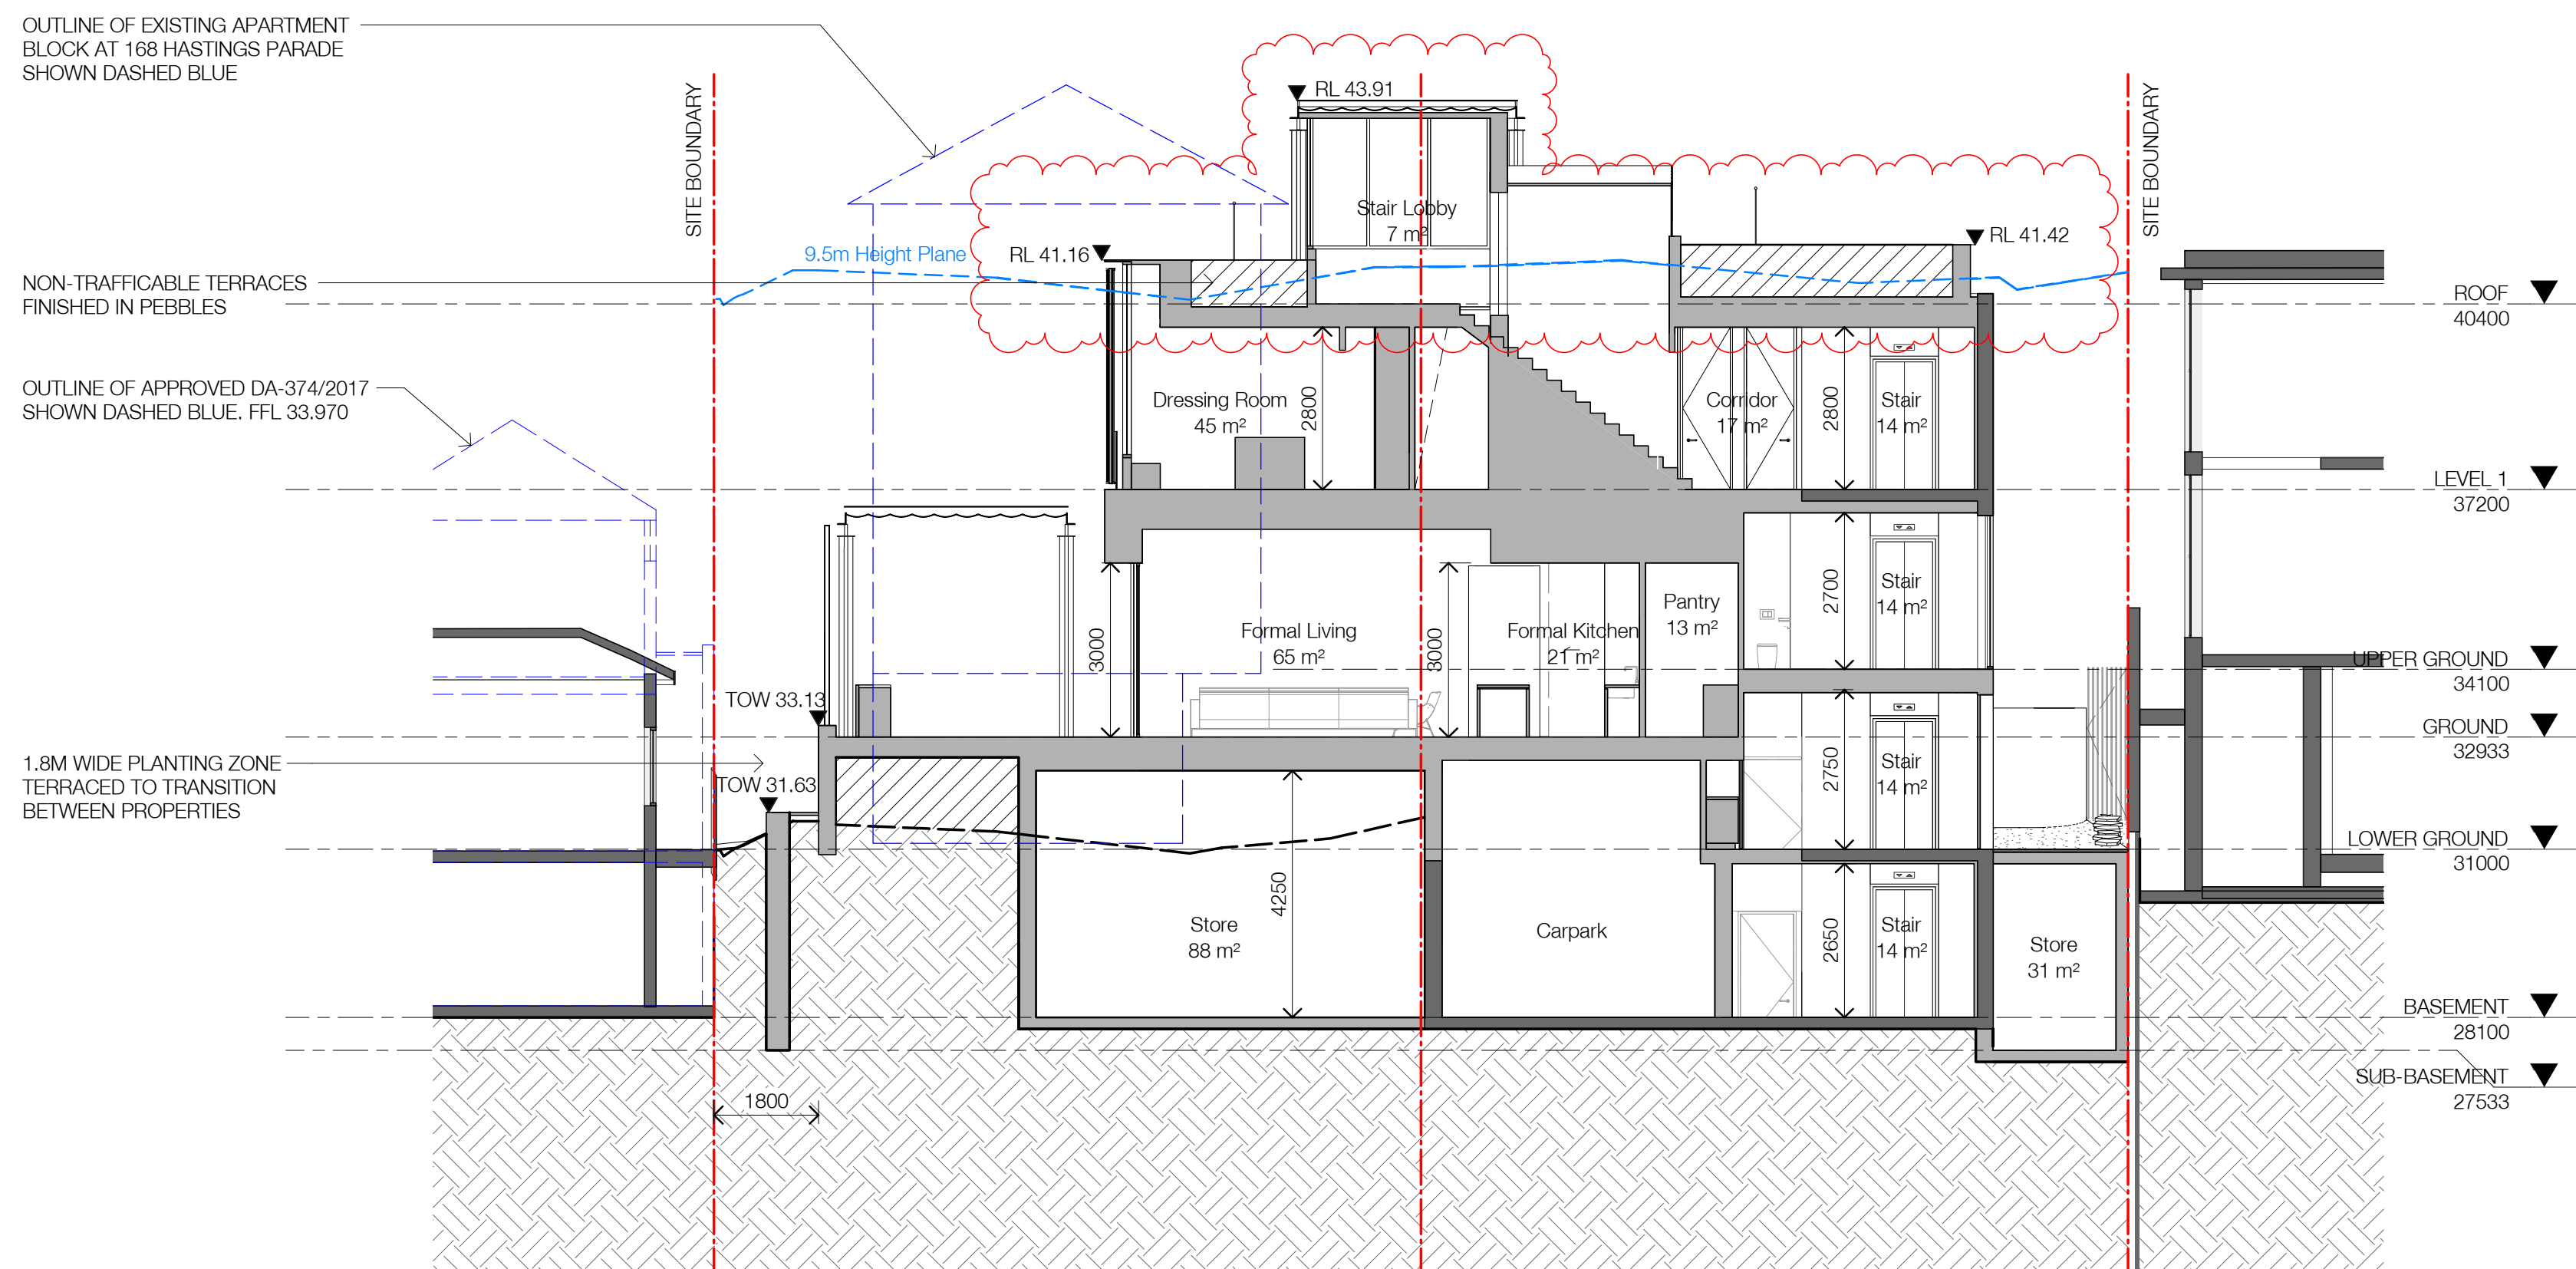 OUTLINE OF EXISTING APARTMENT
BLOCK AT 168 HASTINGS PARADE
SHOWN DASHED BLUE
SITE BOUNDARY
SITE BOUNDARY
RL 43.91
Stair Lobby
7 m²
9.5m Height Plane
RL 41.16
RL 41.42
NON-TRAFFICABLE TERRACES
FINISHED IN PEBBLES
ROOF
40400
OUTLINE OF APPROVED DA-374/2017
SHOWN DASHED BLUE. FFL 33.970
Dressing Room
45 m²
2800
Corridor
17 m²
2800
Stair
14 m²
LEVEL 1
37200
3000
Formal Living
65 m²
3000
Formal Kitchen
21 m²
Pantry
13 m²
2700
Stair
14 m²
UPPER GROUND
34100
TOW 33.13
GROUND
32933
1.8M WIDE PLANTING ZONE
TERRACED TO TRANSITION
BETWEEN PROPERTIES
TOW 31.63
2750
Stair
14 m²
LOWER GROUND
31000
4250
Store
88 m²
Carpark
2650
Stair
14 m²
Store
31 m²
BASEMENT
28100
SUB-BASEMENT
27533
1800